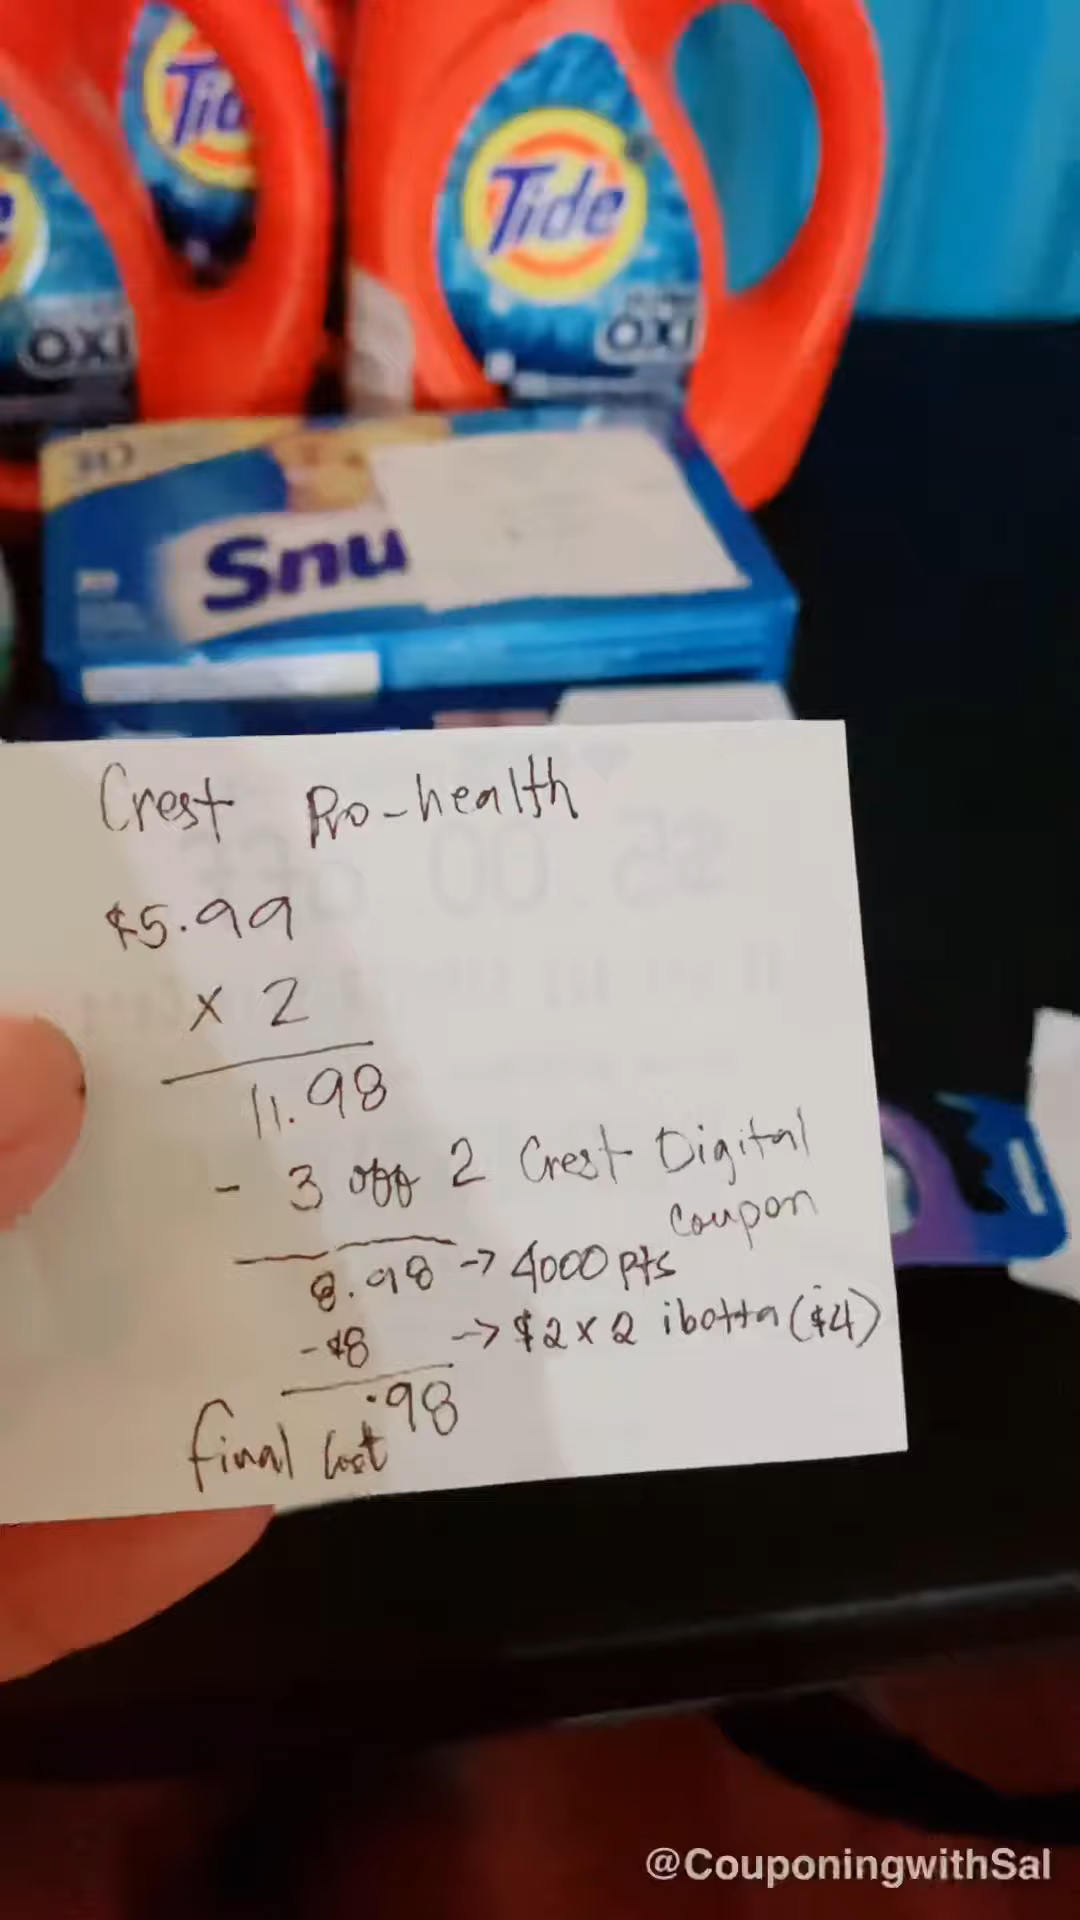 Tide
Tide
OXI
OXI
30
Snu
Crest Pro-health
$5.99
x 2
11.98
- 3 off 2 Crest Digital
coupon
8.98 -> 4000 pts
-$8 -> $2 x 2 ibotta ($4)
.98
final cost
@CouponingwithSal